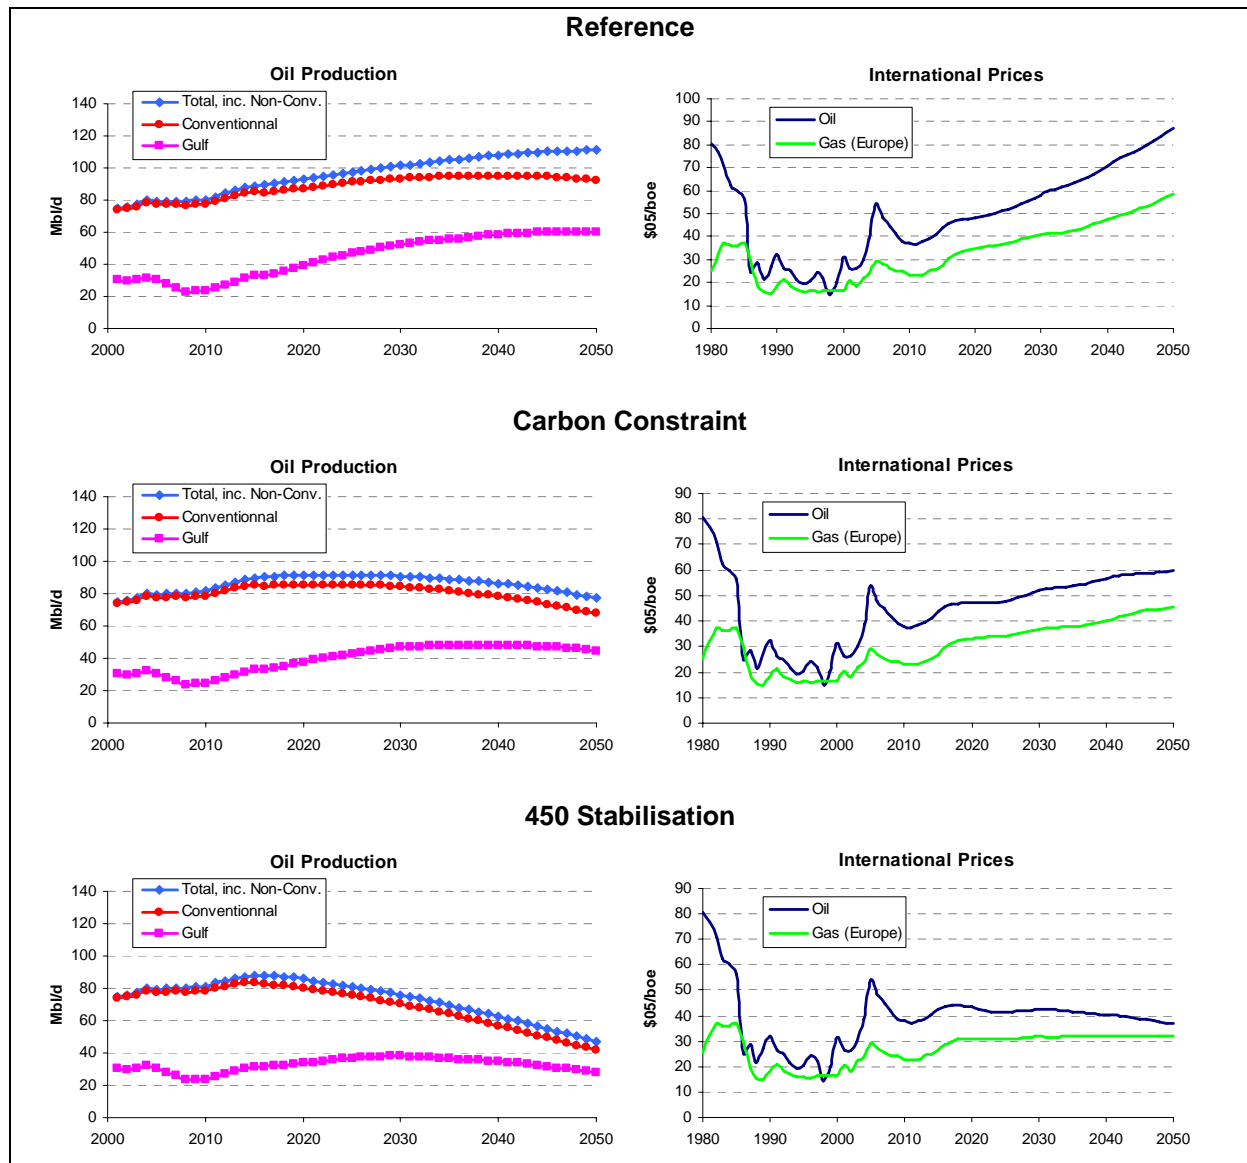 Reference
Oil Production
Total, inc. Non-Conv.
Conventionnal
Gulf
Mbl/d
140
120
100
80
60
40
20
0
2000 2010 2020 2030 2040 2050
International Prices
Oil
Gas (Europe)
$05/boe
100
90
80
70
60
50
40
30
20
10
0
1980 1990 2000 2010 2020 2030 2040 2050
Carbon Constraint
Oil Production
Total, inc. Non-Conv.
Conventionnal
Gulf
Mbl/d
140
120
100
80
60
40
20
0
2000 2010 2020 2030 2040 2050
International Prices
Oil
Gas (Europe)
$05/boe
90
80
70
60
50
40
30
20
10
0
1980 1990 2000 2010 2020 2030 2040 2050
450 Stabilisation
Oil Production
Total, inc. Non-Conv.
Conventionnal
Gulf
Mbl/d
140
120
100
80
60
40
20
0
2000 2010 2020 2030 2040 2050
International Prices
Oil
Gas (Europe)
$05/boe
90
80
70
60
50
40
30
20
10
0
1980 1990 2000 2010 2020 2030 2040 2050